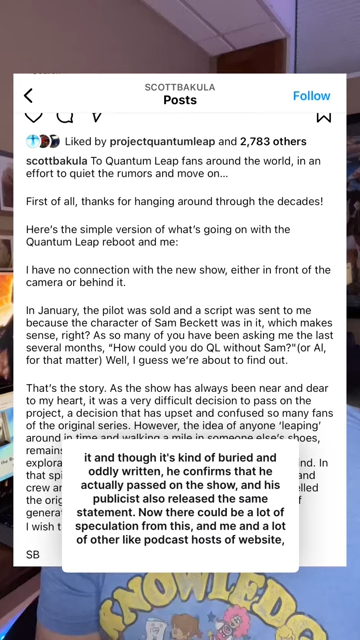 SCOTTBAKULA
Posts
Follow
Liked by projectquantumleap and 2,783 others
scottbakula To Quantum Leap fans around the world, in an
effort to quiet the rumors and move on...
First of all, thanks for hanging around through the decades!
Here's the simple version of what's going on with the
Quantum Leap reboot and me:
I have no connection with the new show, either in front of the
camera or behind it.
In January, the pilot was sold and a script was sent to me
because the character of Sam Beckett was in it, which makes
sense, right? As so many of you have been asking me the last
several months, "How could you do QL without Sam?"(or Al,
for that matter) Well, I guess we're about to find out.
That's the story. As the show has always been near and dear
to my heart, it was a very difficult decision to pass on the
project, a decision that has upset and confused so many fans
of the original series. However, the idea of anyone 'leaping'
around in time and walking a mile in someone else's shoes,
remains
In
that and
crew
the of
I wish
SB
it and though it's kind of buried and
oddly written, he confirms that he
actually passed on the show, and his
publicist also released the same
statement. Now there could be a lot of
speculation from this, and me and a lot
of other like podcast hosts of website,
KNOWLEDGE